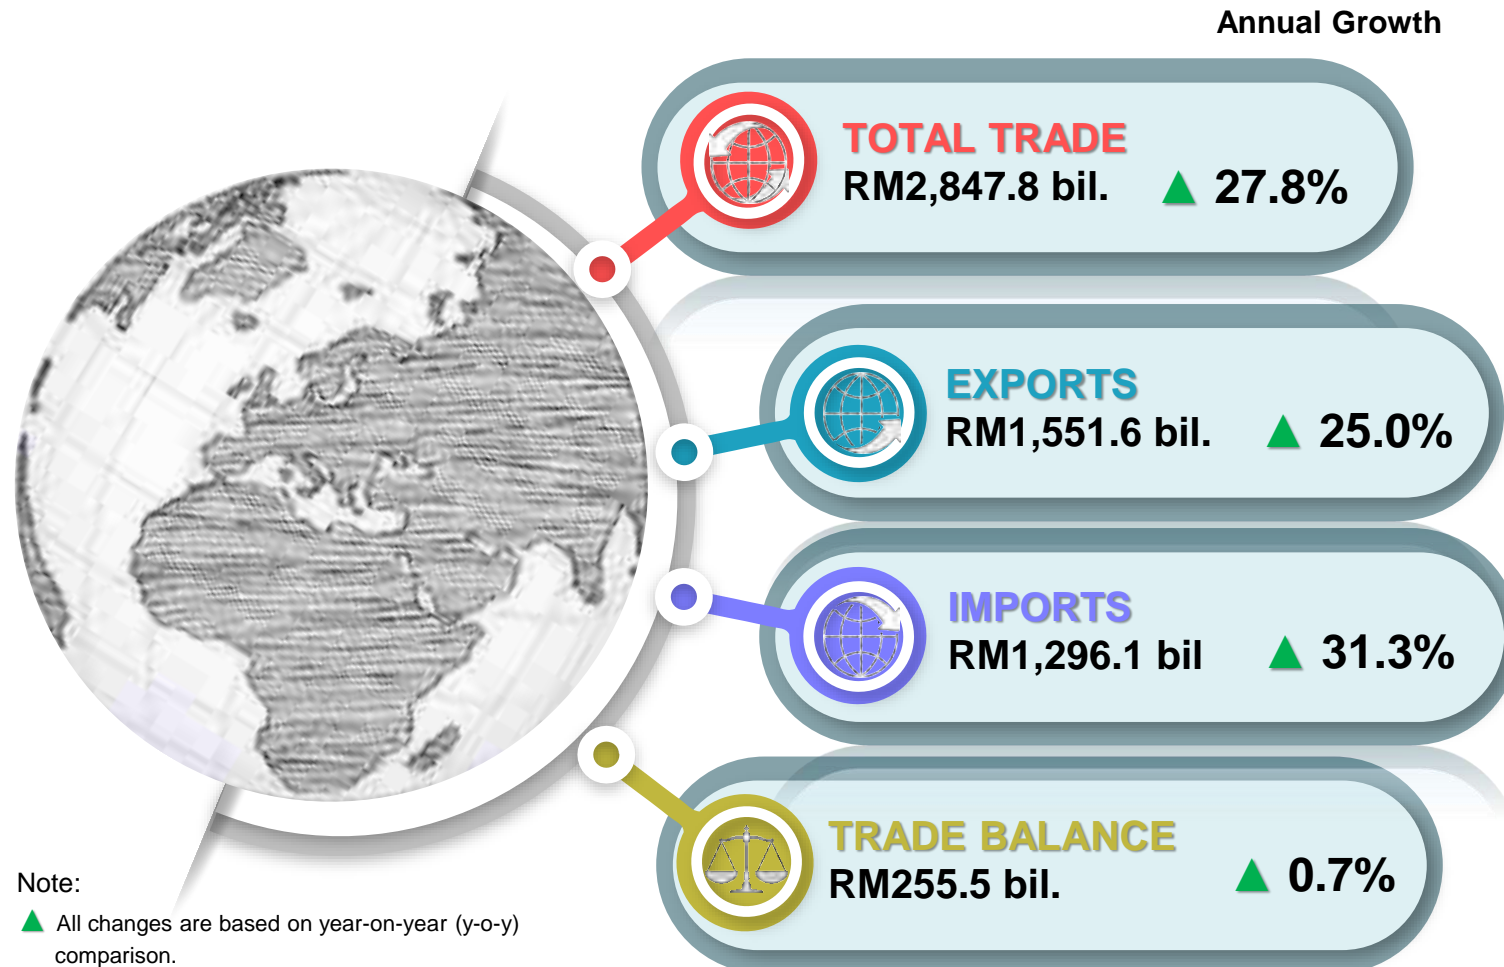 Annual Growth
TOTAL TRADE
RM2,847.8 bil. ▲ 27.8%
EXPORTS
RM1,551.6 bil. ▲ 25.0%
IMPORTS
RM1,296.1 bil ▲ 31.3%
TRADE BALANCE
RM255.5 bil. ▲ 0.7%
Note:
▲ All changes are based on year-on-year (y-o-y)
comparison.